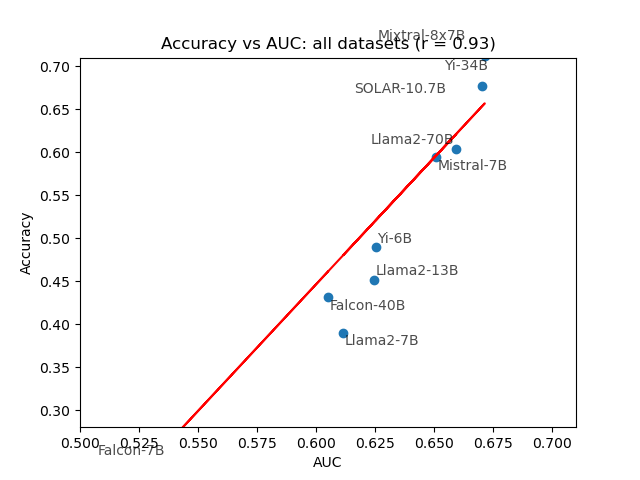 Mixtral-8x7B
Accuracy vs AUC: all datasets (r = 0.93)
0.70
Yi-34B
SOLAR-10.7B
0.65
Llama2-70B
0.60
Mistral-7B
0.55
Accuracy
0.50
Yi-6B
0.45
Llama2-13B
0.40
Falcon-40B
Llama2-7B
0.35
0.30
0.500 0.525 0.550 0.575 0.600 0.625 0.650 0.675 0.700
Falcon-7B
AUC